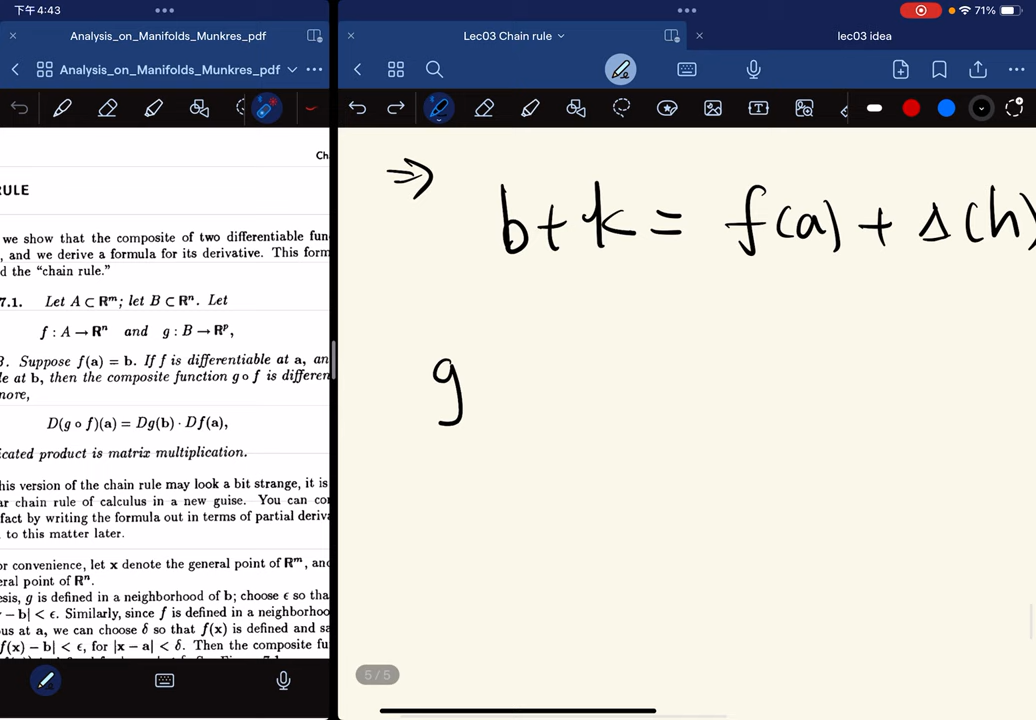 下午4:43
71%
Analysis_on_Manifolds_Munkres_pdf
Lec03 Chain rule
lec03 idea
Analysis_on_Manifolds_Munkres_pdf
Ch
RULE
we show that the composite of two differentiable fun
, and we derive a formula for its derivative. This form
d the “chain rule.”
7.1. Let A ⊂ Rᵐ; let B ⊂ Rⁿ. Let
f : A → Rⁿ and g : B → Rᵖ,
B. Suppose f(a) = b. If f is differentiable at a, an
le at b, then the composite function g ∘ f is differen
nore,
D(g ∘ f)(a) = Dg(b) · Df(a),
icated product is matrix multiplication.
his version of the chain rule may look a bit strange, it is
ar chain rule of calculus in a new guise. You can con
fact by writing the formula out in terms of partial deriva
to this matter later.
or convenience, let x denote the general point of Rᵐ, and
eral point of Rⁿ.
esis, g is defined in a neighborhood of b; choose ϵ so tha
− b| < ϵ. Similarly, since f is defined in a neighborhoo
us at a, we can choose δ so that f(x) is defined and sa
f(x) − b| < ϵ, for |x − a| < δ. Then the composite fu
⇒ b+k = f(a) + Δ(h)
g
5/5